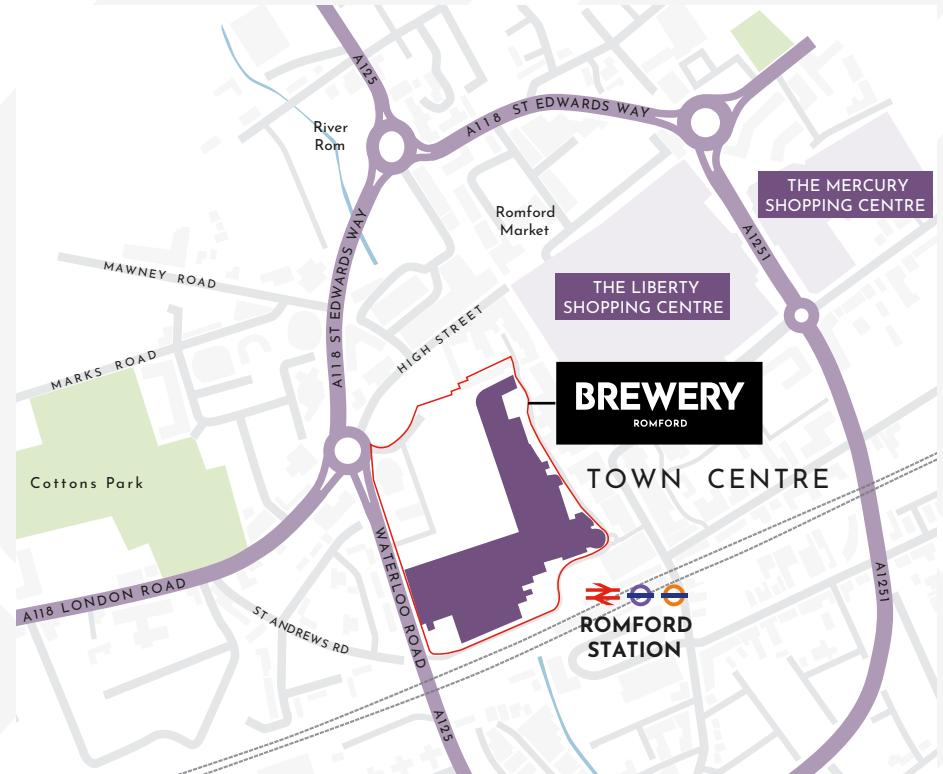 A125
River
Rom
A118 ST EDWARDS WAY
THE MERCURY
SHOPPING CENTRE
Romford
Market
A1251
A118 ST EDWARDS WAY
MAWNEY ROAD
THE LIBERTY
SHOPPING CENTRE
HIGH STREET
MARKS ROAD
BREWERY
ROMFORD
TOWN CENTRE
Cottons Park
WATERLOO ROAD
A118 LONDON ROAD
ST ANDREWS RD
A1251
ROMFORD
STATION
A125